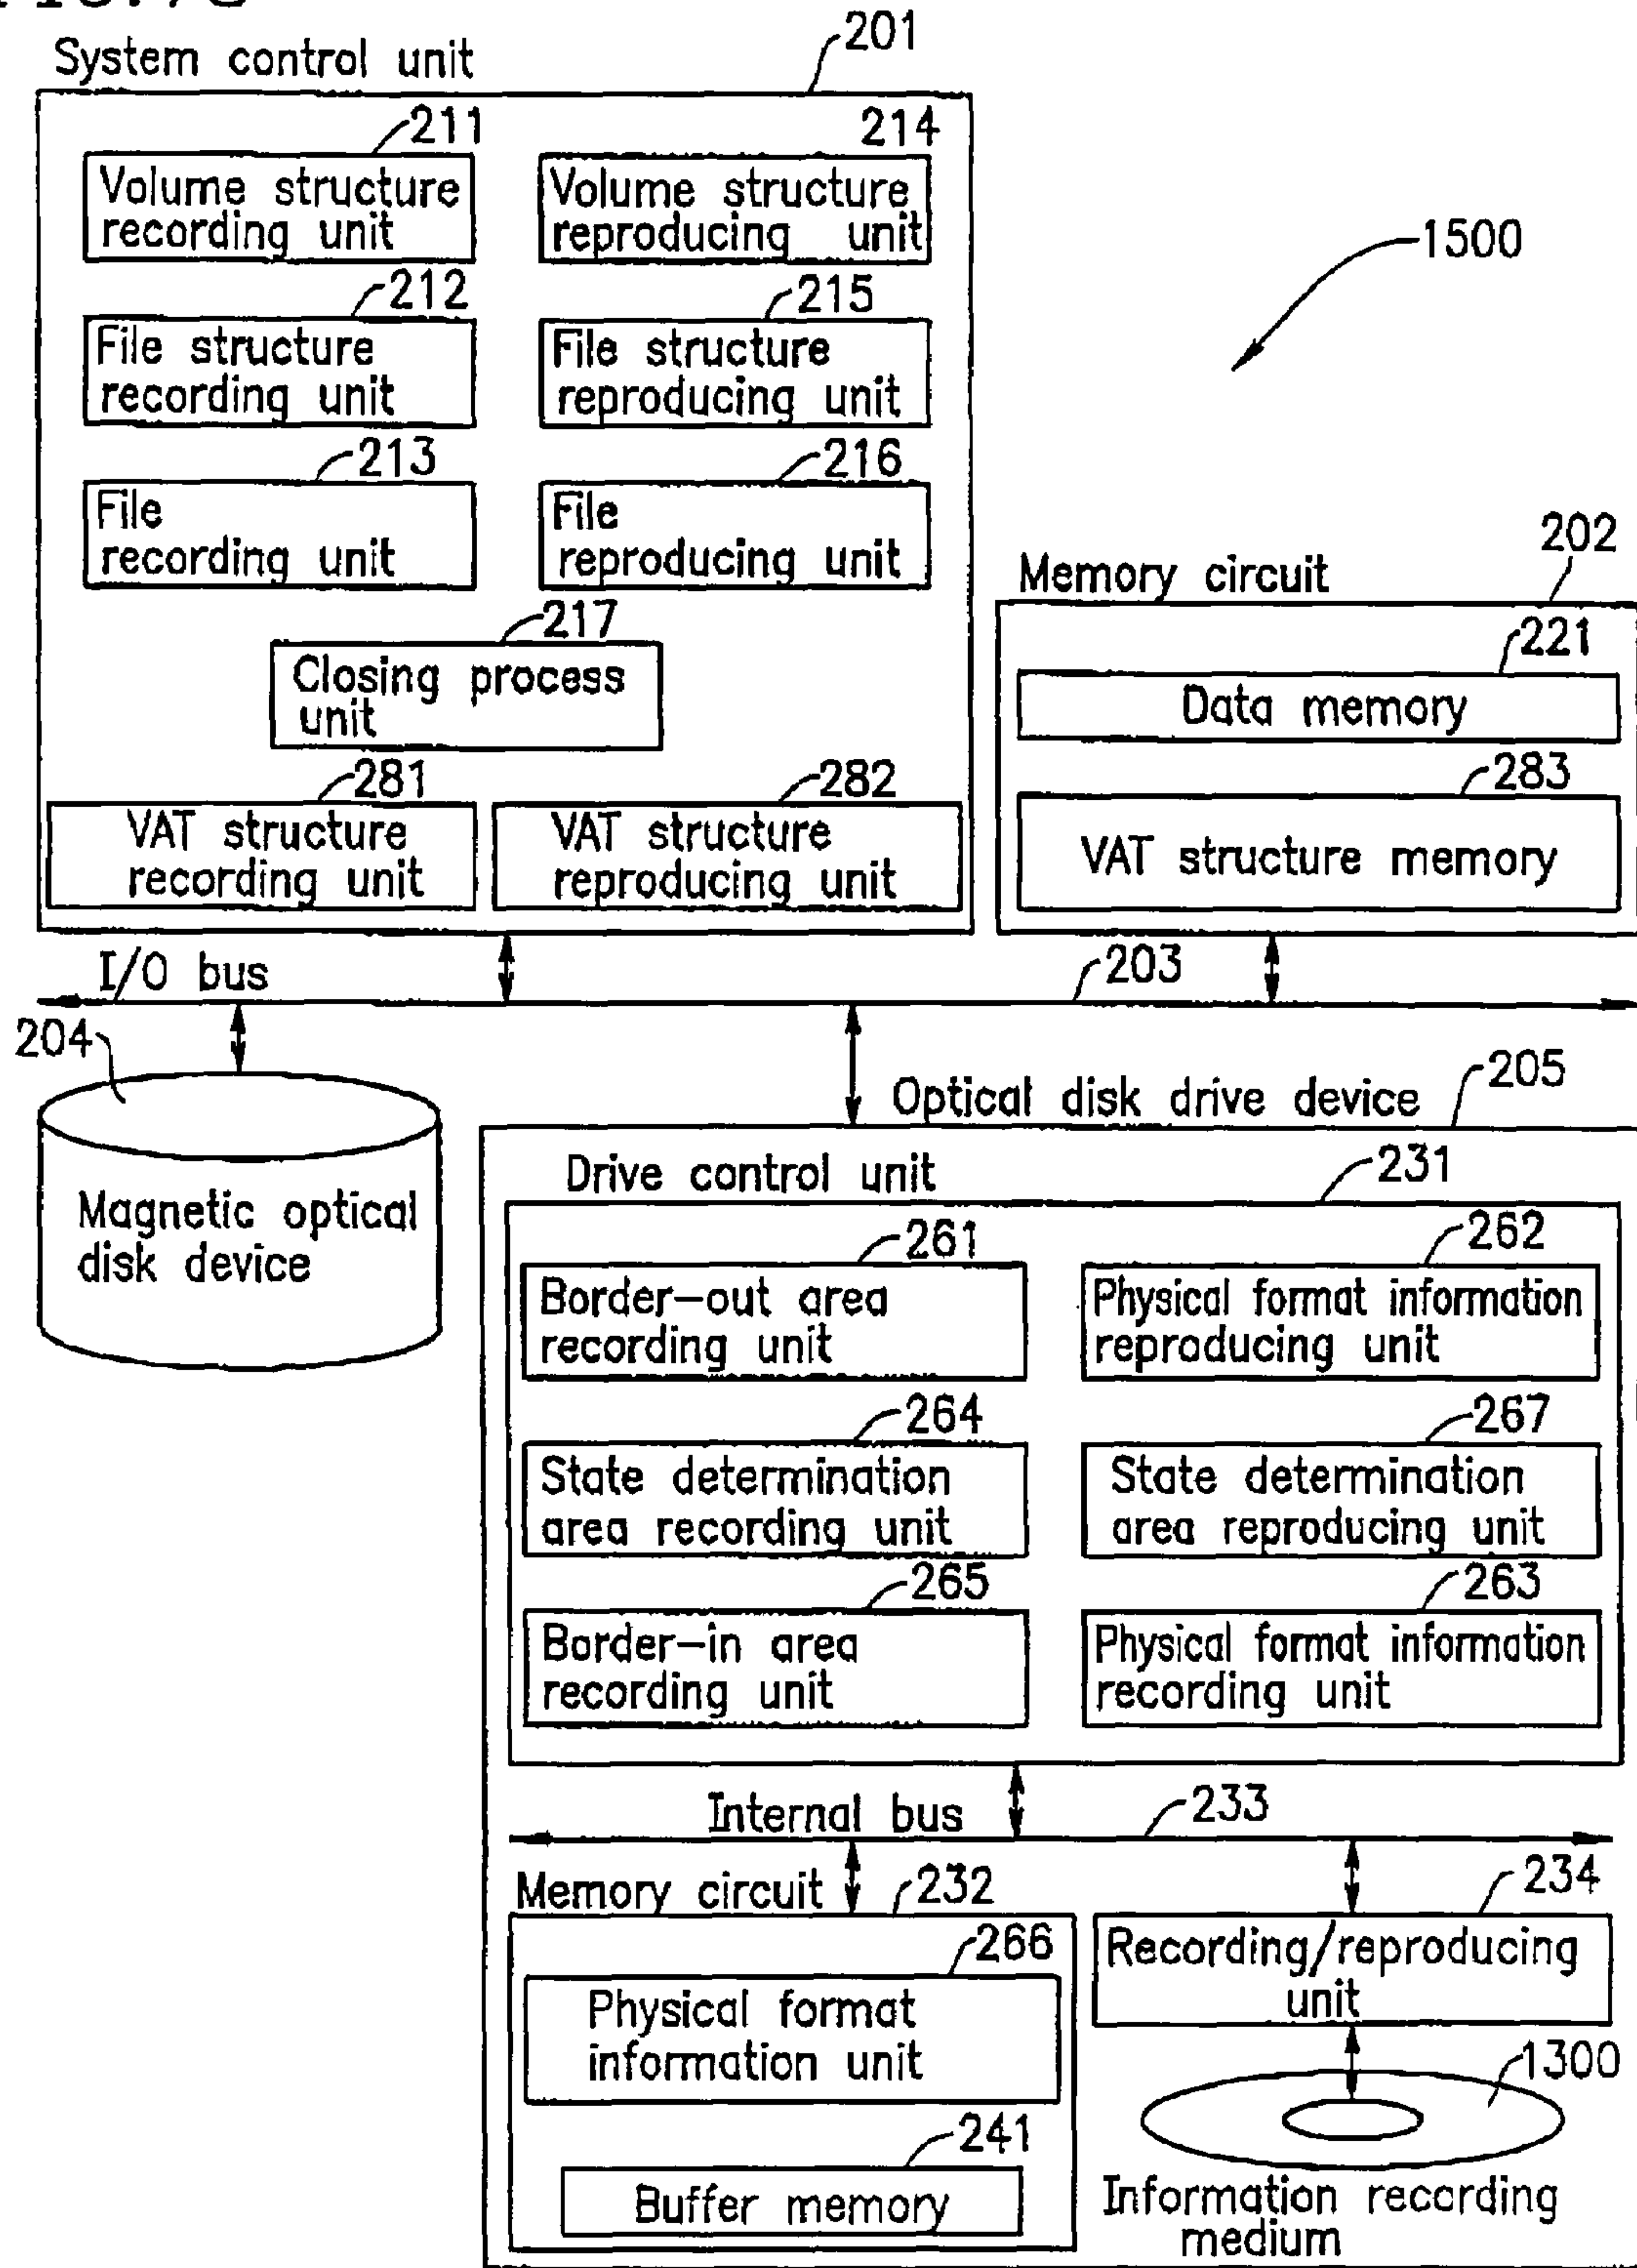 System control unit
201
211
214
Volume structure
recording unit
Volume structure
reproducing unit
1500
212
215
File structure
recording unit
File structure
reproducing unit
213
216
File
recording unit
File
reproducing unit
202
Memory circuit
217
Closing process
unit
221
Data memory
281
282
283
VAT structure
recording unit
VAT structure
reproducing unit
VAT structure memory
I/O bus
203
204
Magnetic optical
disk device
Optical disk drive device
205
Drive control unit
231
261
262
Border-out area
recording unit
Physical format information
reproducing unit
264
267
State determination
area recording unit
State determination
area reproducing unit
265
263
Border-in area
recording unit
Physical format information
recording unit
Internal bus
233
Memory circuit
232
234
266
Physical format
information unit
Recording/reproducing
unit
1300
241
Buffer memory
Information recording
medium